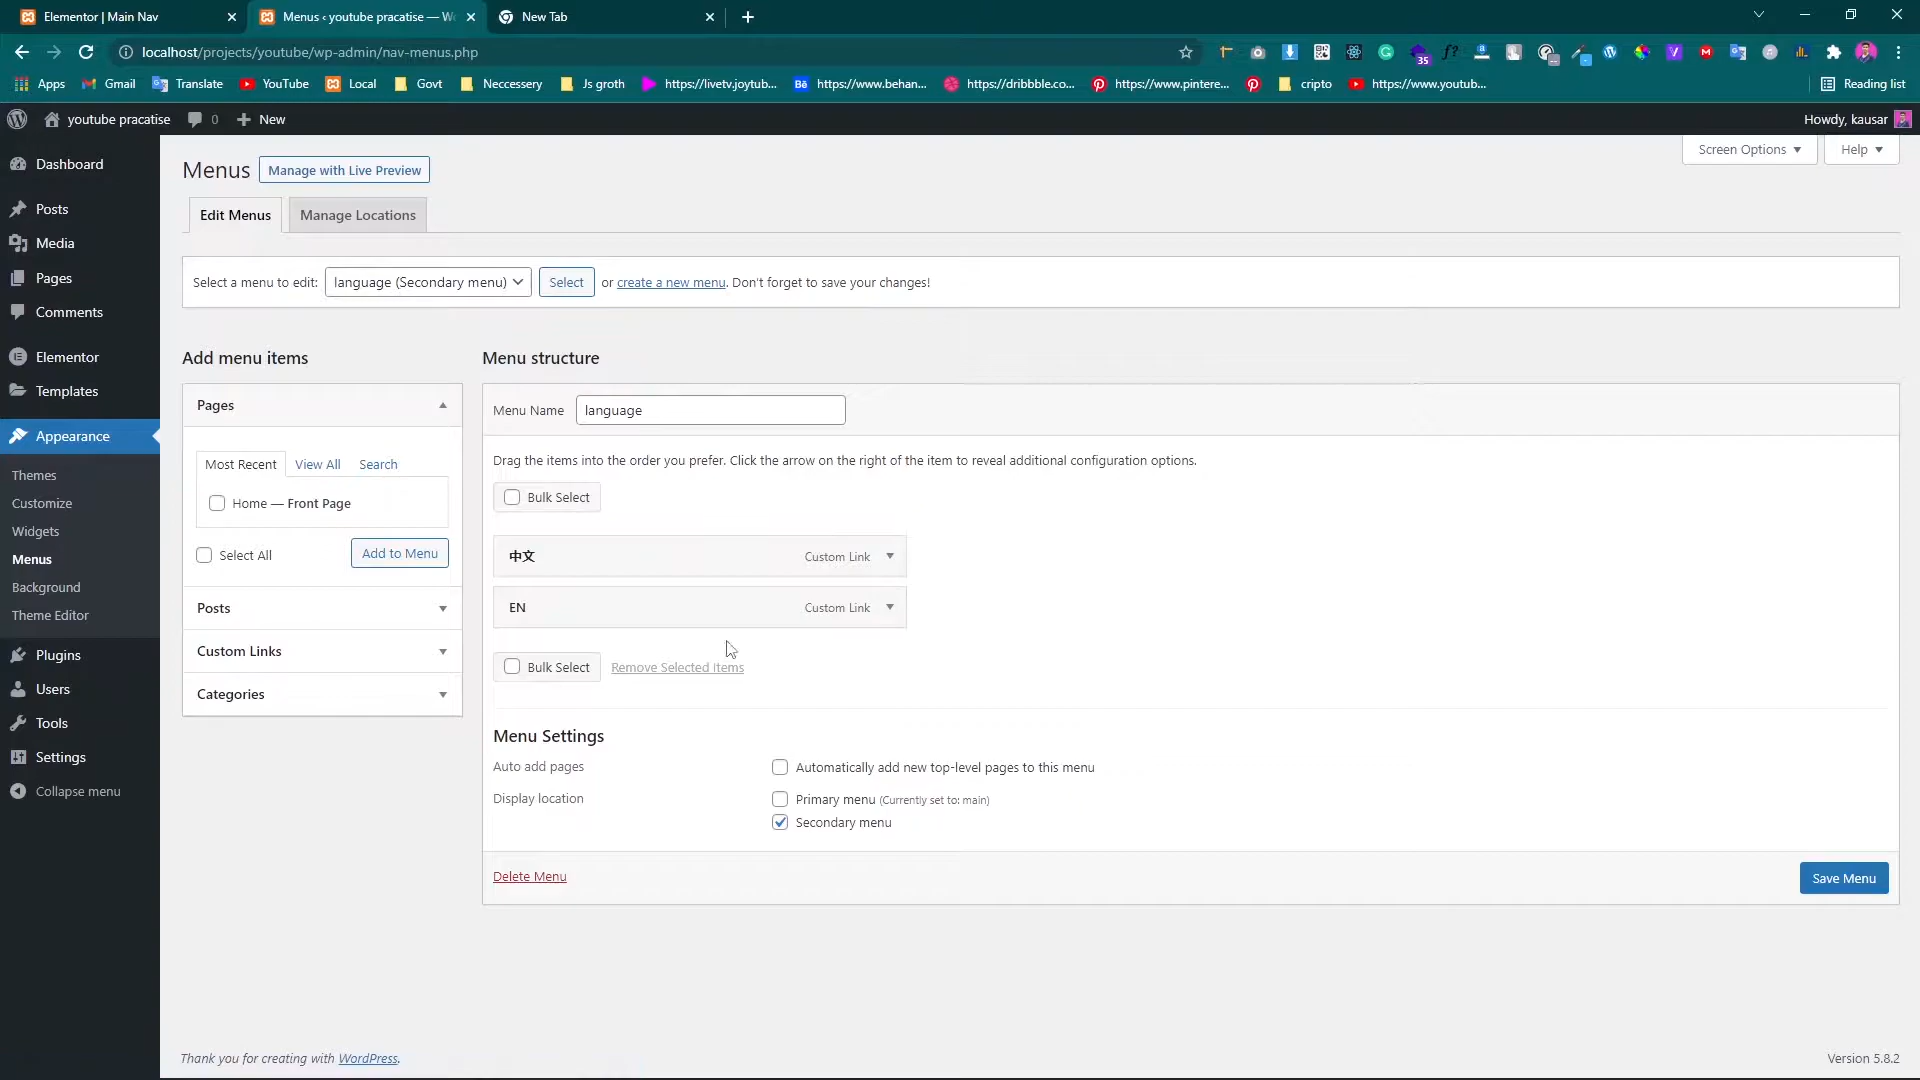 Elementor | Main Nav
Menus ‹ youtube pracatise — W
New Tab
localhost/projects/youtube/wp-admin/nav-menus.php
35
Apps
Gmail
Translate
YouTube
Local
Govt
Neccessery
Js groth
https://livetv.joytub...
https://www.behan...
https://dribbble.co...
https://www.pintere...
cripto
https://www.youtub...
Reading list
youtube pracatise
0
New
Howdy, kausar
Dashboard
Posts
Media
Pages
Comments
Elementor
Templates
Appearance
Themes
Customize
Widgets
Menus
Background
Theme Editor
Plugins
Users
Tools
Settings
Collapse menu
Screen Options
Help
Menus
Manage with Live Preview
Edit Menus
Manage Locations
Select a menu to edit: language (Secondary menu) Select or create a new menu. Don't forget to save your changes!
Add menu items
Pages
Most Recent
View All
Search
Home — Front Page
Select All
Add to Menu
Posts
Custom Links
Categories
Menu structure
Menu Name language
Drag the items into the order you prefer. Click the arrow on the right of the item to reveal additional configuration options.
Bulk Select
中文 Custom Link
EN Custom Link
Bulk Select Remove Selected Items
Menu Settings
Auto add pages
Automatically add new top-level pages to this menu
Display location
Primary menu (Currently set to: main)
Secondary menu
Delete Menu
Save Menu
Thank you for creating with WordPress.
Version 5.8.2